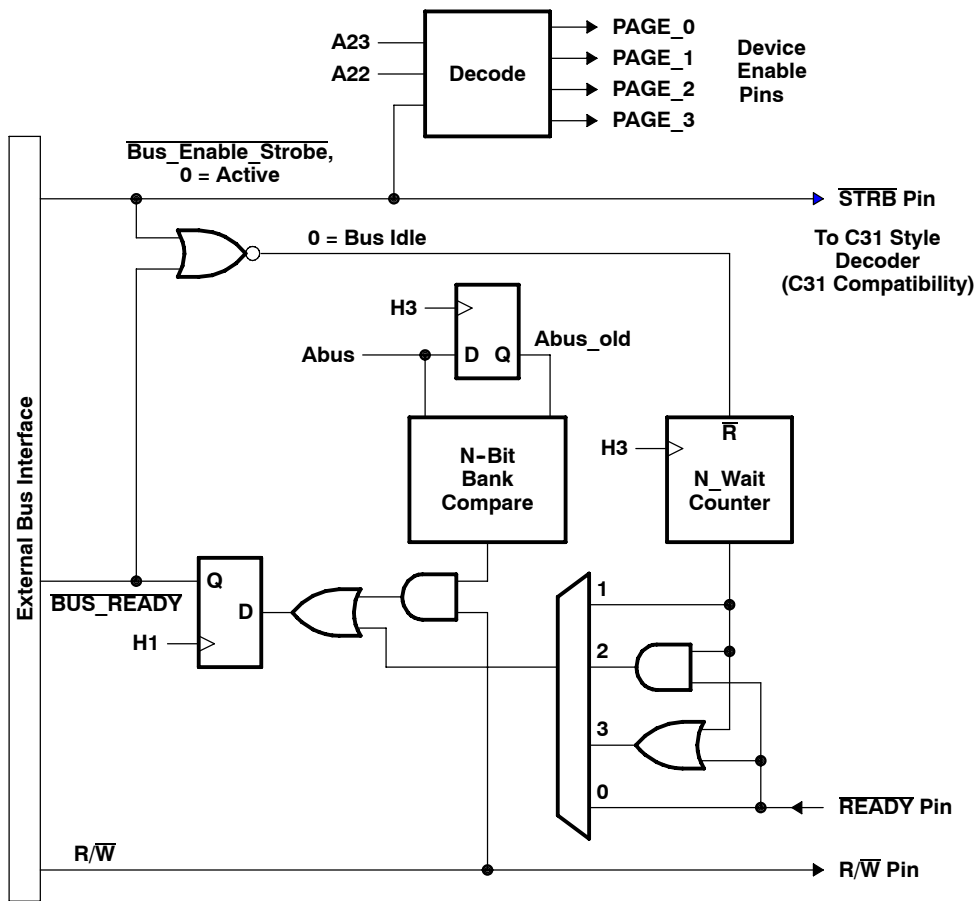 PAGE_0
A23
PAGE_1
Device
Enable
Pins
Decode
A22
PAGE_2
PAGE_3
Bus_Enable_Strobe,
0 = Active
STRB Pin
0 = Bus Idle
To C31 Style
Decoder
(C31 Compatibility)
H3
Abus_old
Abus
D Q
R
H3
N-Bit
Bank
Compare
N_Wait
Counter
External Bus Interface
Q
1
BUS_READY
D
H1
2
3
0
READY Pin
R/W
R/W Pin